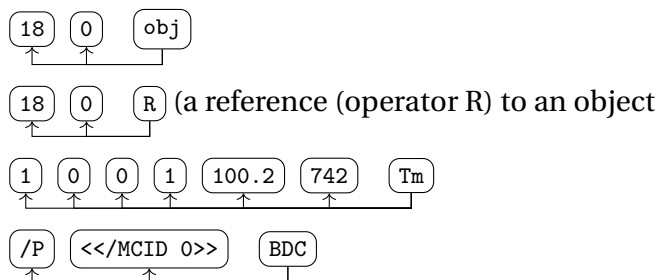 18 0 obj
18 0 R (a reference (operator R) to an object
1 0 0 1 100.2 742 Tm
/P <</MCID 0>> BDC